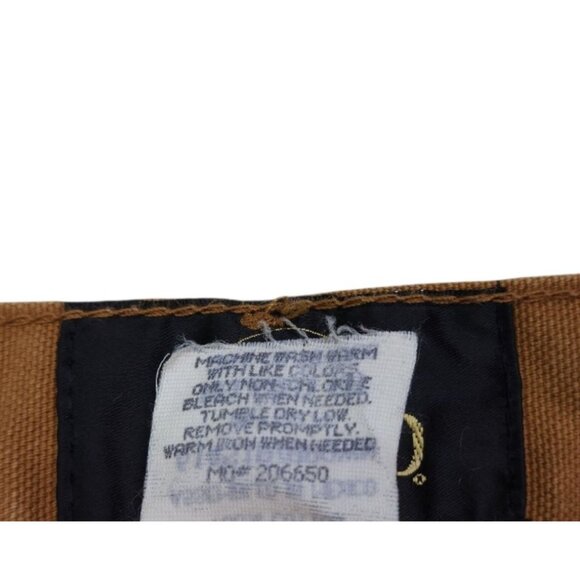 MACHINE WASH WARM
WITH LIKE COLORS
ONLY NON-CHLORINE
BLEACH WHEN NEEDED.
TUMBLE DRY LOW.
REMOVE PROMPTLY.
WARM IRON WHEN NEEDED
MO# 206650